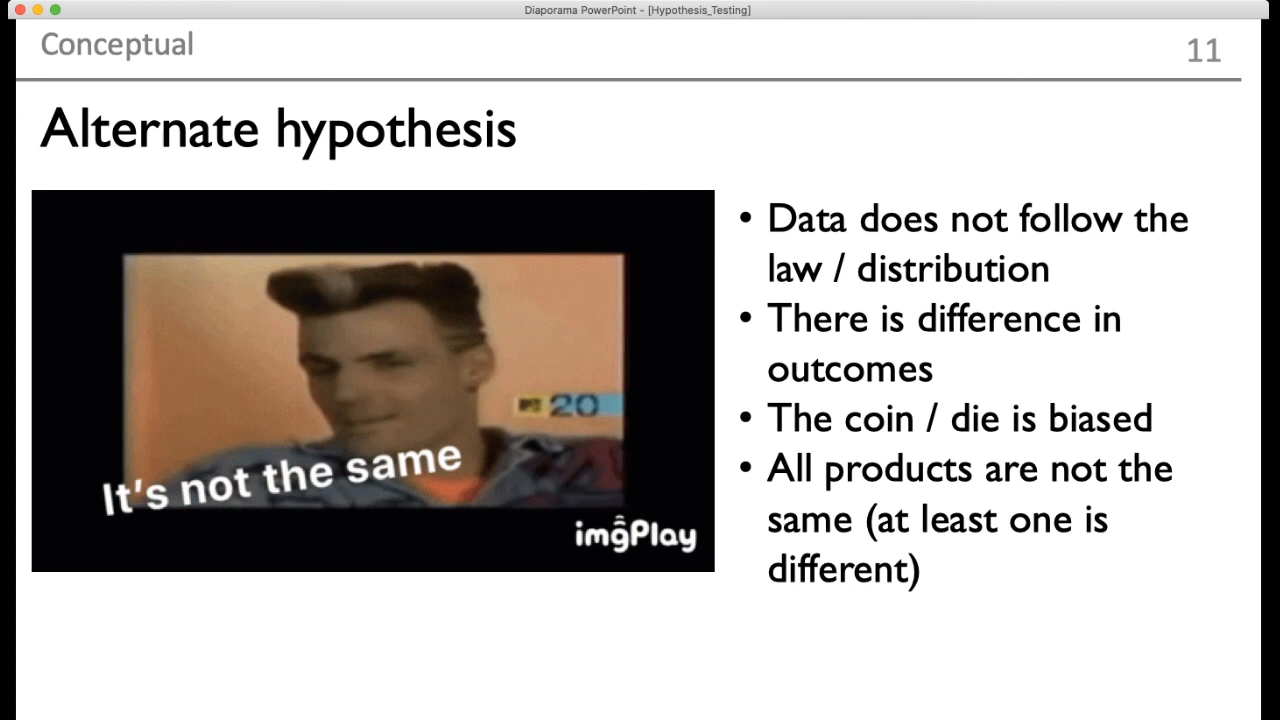 Diaporama PowerPoint - [Hypothesis_Testing]
Conceptual
11
Alternate hypothesis
20
It's not the same
imgPlay
• Data does not follow the
law / distribution
• There is difference in
outcomes
• The coin / die is biased
• All products are not the
same (at least one is
different)